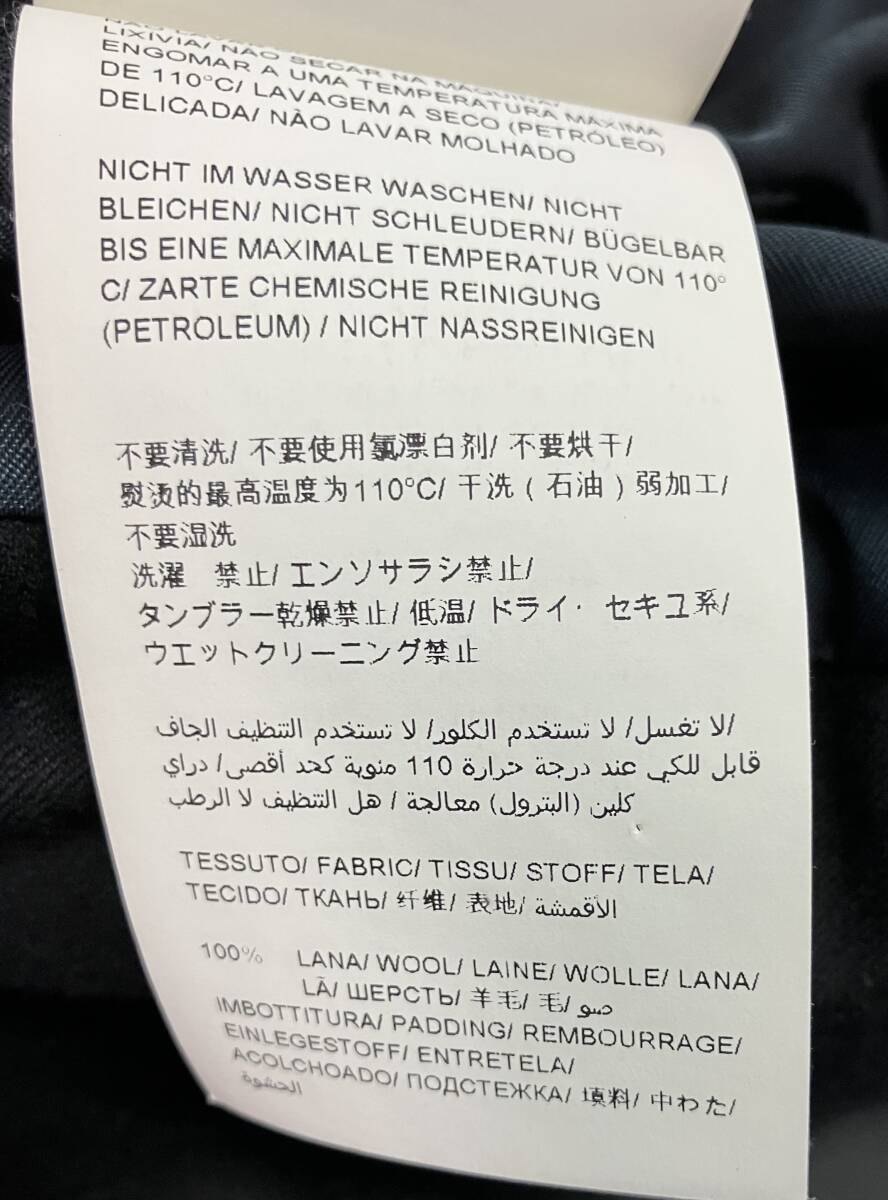 LIXIVIA/ NÃO SECAR NA MÁQUINA/
ENGOMAR A UMA TEMPERATURA MÁXIMA
DE 110°C/ LAVAGEM A SECO (PETRÓLEO)
DELICADA/ NÃO LAVAR MOLHADO
NICHT IM WASSER WASCHEN/ NICHT
BLEICHEN/ NICHT SCHLEUDERN/ BÜGELBAR
BIS EINE MAXIMALE TEMPERATUR VON 110°
C/ ZARTE CHEMISCHE REINIGUNG
(PETROLEUM) / NICHT NASSREINIGEN
不要清洗/ 不要使用氯漂白剂/ 不要烘干/
熨烫的最高温度为110°C/ 干洗 ( 石油 ) 弱加工/
不要湿洗
洗濯 禁止/ エンソサラシ禁止/
タンブラー乾燥禁止/ 低温/ ドライ· セキユ系/
ウエットクリーニング禁止
لا تغسل/ لا تستخدم الكلور/ لا تستخدم التنظيف الجاف/
قابل للكي عند درجة حرارة 110 مئوية كحد أقصى/ دراي
كلين (البترول) معالجة / هل التنظيف لا الرطب
TESSUTO/ FABRIC/ TISSU/ STOFF/ TELA/
TECIDO/ ТКАНЬ/ 纤维/ 表地/ الأقمشة
100% LANA/ WOOL/ LAINE/ WOLLE/ LANA/
LÃ/ ШЕРСТЬ/ 羊毛/ 毛/ صو
IMBOTTITURA/ PADDING/ REMBOURRAGE/
EINLEGESTOFF/ ENTRETELA/
ACOLCHOADO/ ПОДСТЕЖКА/ 填料/ 中わた/
الحشوة